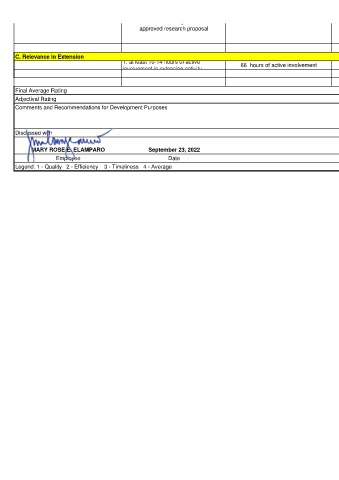 approved research proposal
C. Relevance in Extension
1. at least 10-14 hours of active
involvement in extension activity
66 hours of active involvement
Final Average Rating
Adjectival Rating
Comments and Recommendations for Development Purposes
Discussed with
MARY ROSE E. ELAMPARO September 23, 2022
Employee Date
Legend: 1 - Quality 2 - Efficiency 3 - Timeliness 4 - Average